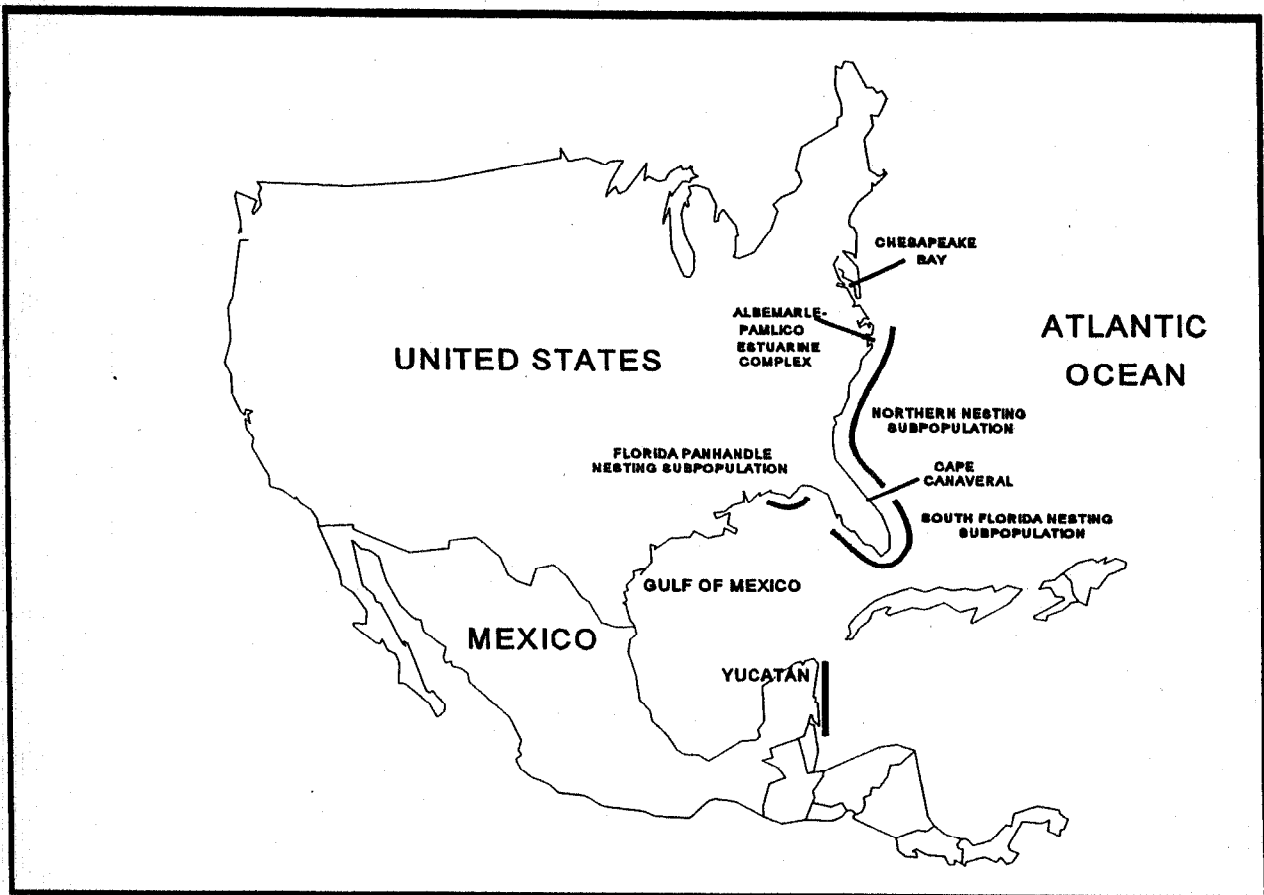 CHESAPEAKE
BAY
ALBEMARLE-
PAMLICO
ESTUARINE
COMPLEX
ATLANTIC
OCEAN
UNITED STATES
NORTHERN NESTING
SUBPOPULATION
FLORIDA PANHANDLE
NESTING SUBPOPULATION
CAPE
CANAVERAL
SOUTH FLORIDA NESTING
SUBPOPULATION
GULF OF MEXICO
MEXICO
YUCATAN